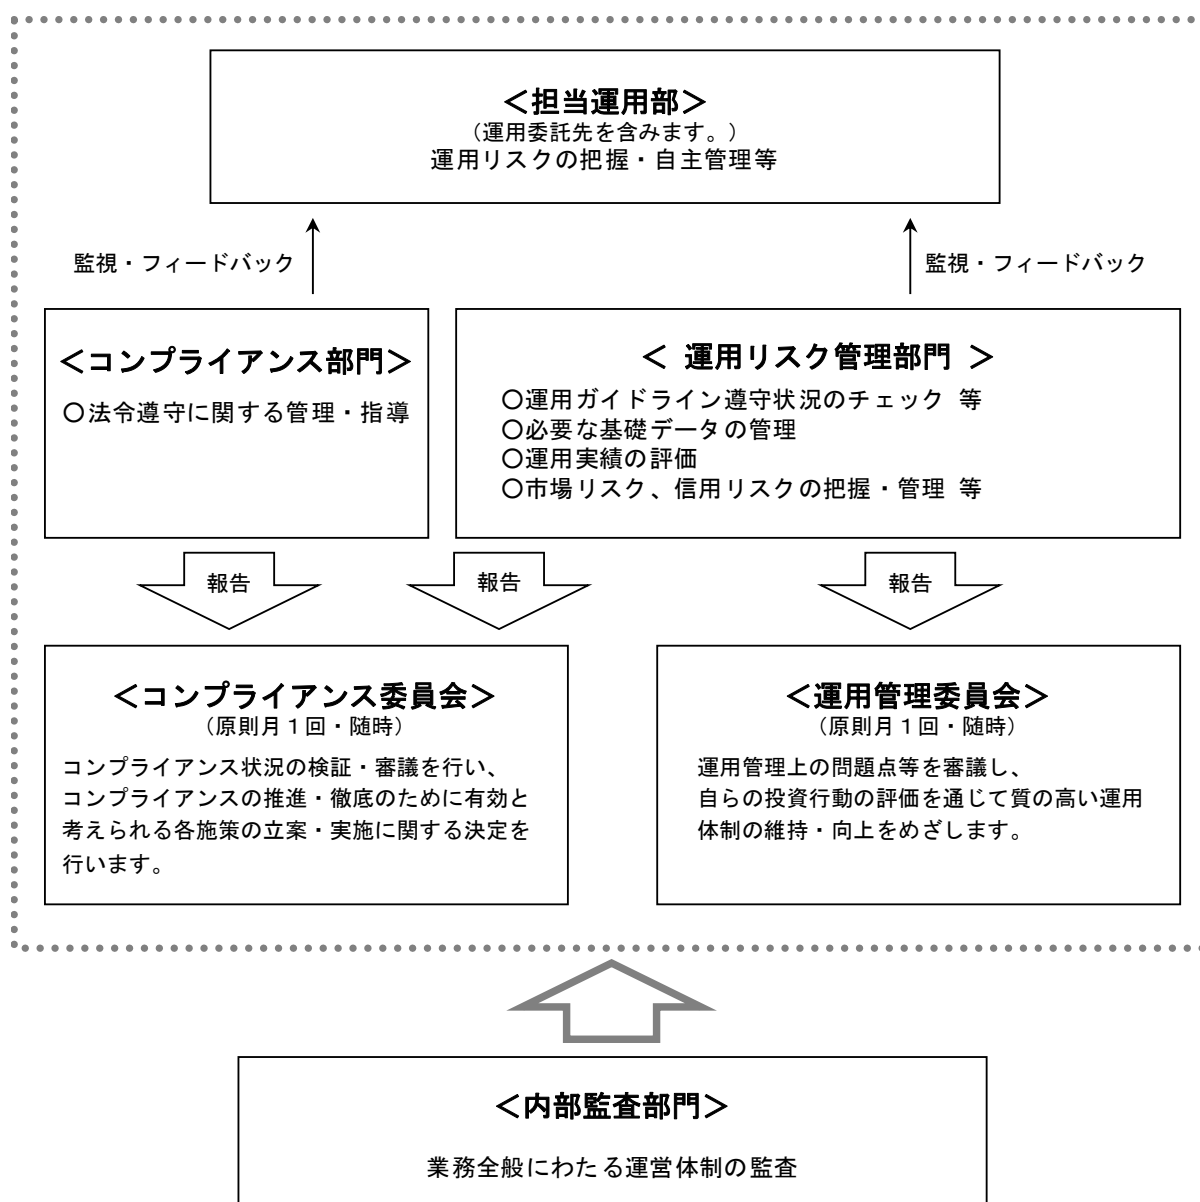 ＜担当運用部＞
（運用委託先を含みます。）
運用リスクの把握・自主管理等
監視・フィードバック
監視・フィードバック
＜コンプライアンス部門＞
○法令遵守に関する管理・指導
＜ 運用リスク管理部門 ＞
○運用ガイドライン遵守状況のチェック 等
○必要な基礎データの管理
○運用実績の評価
○市場リスク、信用リスクの把握・管理 等
報告
報告
報告
＜コンプライアンス委員会＞
（原則月１回・随時）
コンプライアンス状況の検証・審議を行い、
コンプライアンスの推進・徹底のために有効と
考えられる各施策の立案・実施に関する決定を
行います。
＜運用管理委員会＞
（原則月１回・随時）
運用管理上の問題点等を審議し、
自らの投資行動の評価を通じて質の高い運用
体制の維持・向上をめざします。
＜内部監査部門＞
業務全般にわたる運営体制の監査